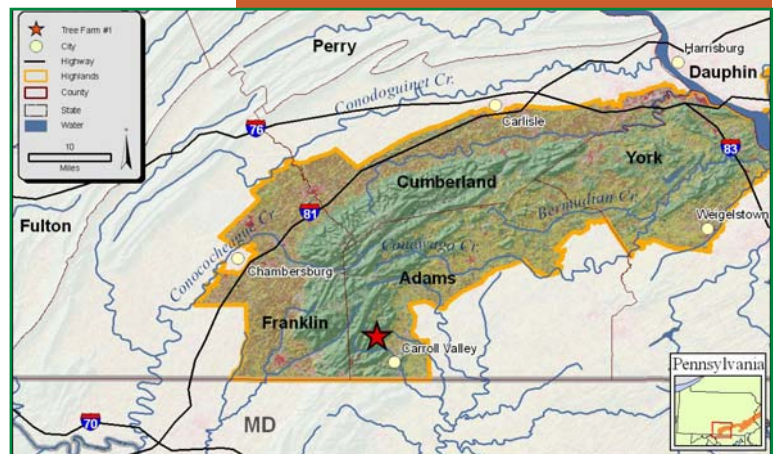 Tree Farm #1
City
Highway
Highlands
County
State
Water
10
Miles
Perry
Harrisburg
Dauphin
Conodoguinet Cr.
Carlisle
76
83
York
Cumberland
81
Fulton
Bermudian Cr.
Weigelstown
Conococheague Cr.
Conowago Cr.
Chambersburg
Adams
Franklin
Carroll Valley
Pennsylvania
70
MD